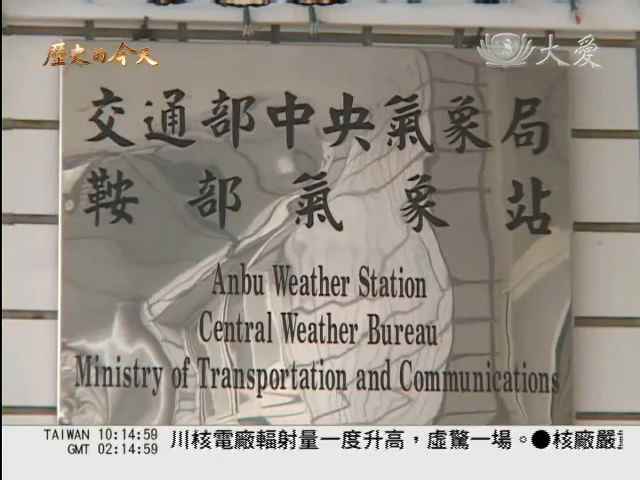 歷史的今天
大愛
交通部中央氣象局
鞍部氣象站
Anbu Weather Station
Central Weather Bureau
Ministry of Transportation and Communications
TAIWAN 10:14:59
GMT 02:14:59
川核電廠輻射量一度升高，虛驚一場。●核廠嚴